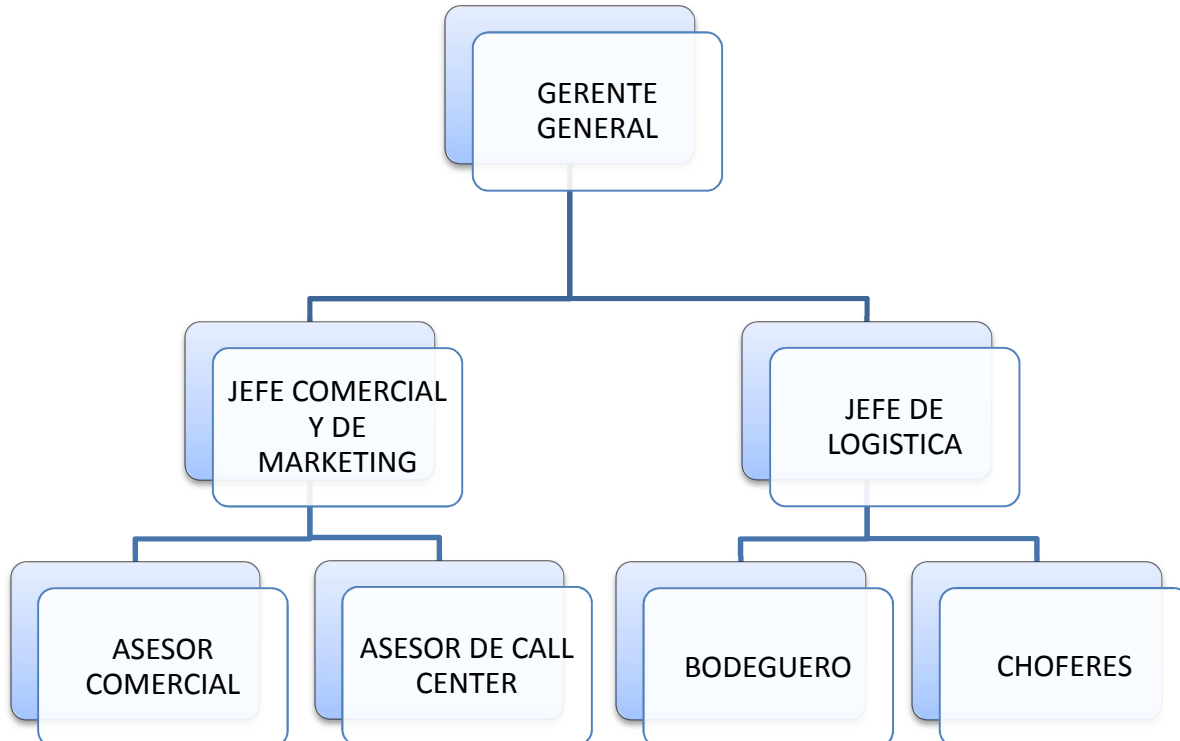 GERENTE
GENERAL
JEFE COMERCIAL
Y DE
MARKETING
JEFE DE
LOGISTICA
ASESOR
COMERCIAL
ASESOR DE CALL
CENTER
BODEGUERO
CHOFERES